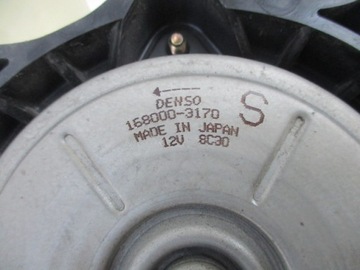 DENSO
168000-3170
MADE IN JAPAN
12V 8C30
S